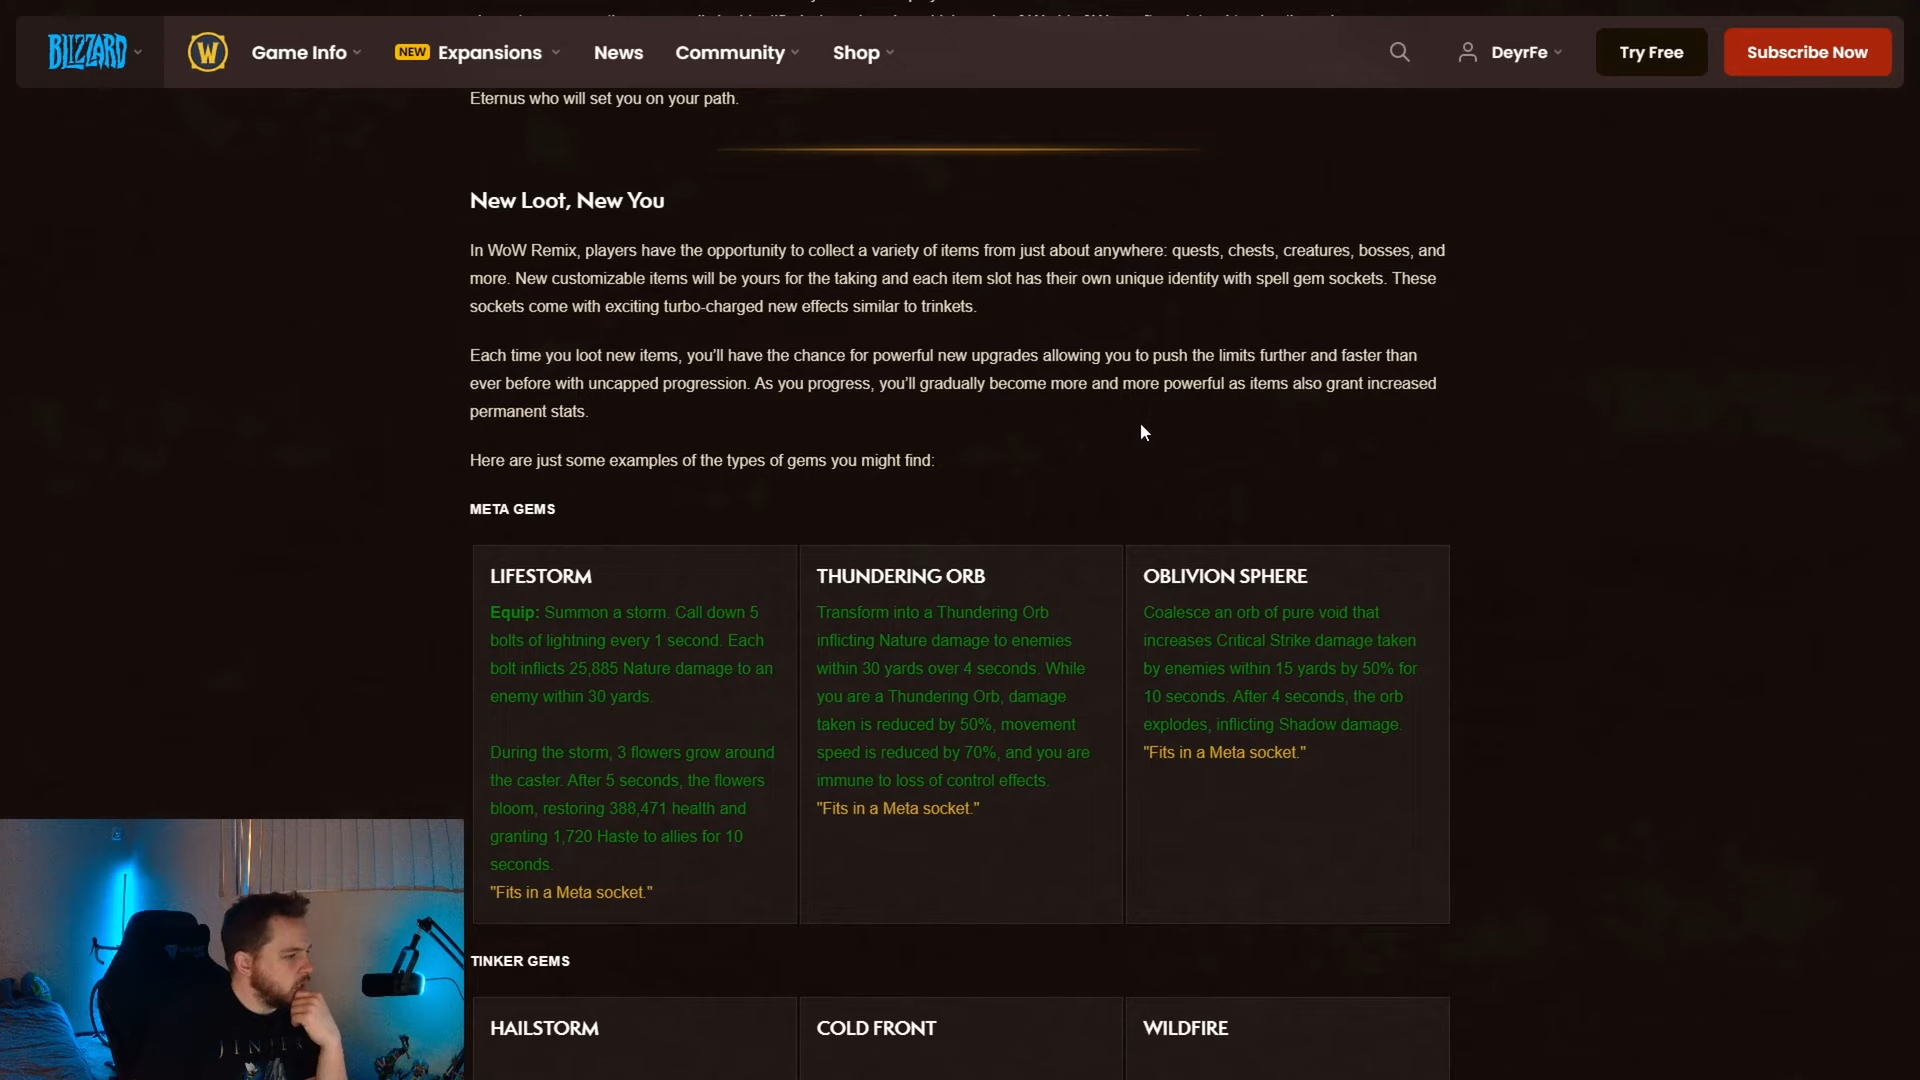 BLIZZARD
W
Game Info
NEW
Expansions
News
Community
Shop
DeyrFe
Try Free
Subscribe Now
Eternus who will set you on your path.
New Loot, New You
In WoW Remix, players have the opportunity to collect a variety of items from just about anywhere: quests, chests, creatures, bosses, and
more. New customizable items will be yours for the taking and each item slot has their own unique identity with spell gem sockets. These
sockets come with exciting turbo-charged new effects similar to trinkets.
Each time you loot new items, you’ll have the chance for powerful new upgrades allowing you to push the limits further and faster than
ever before with uncapped progression. As you progress, you’ll gradually become more and more powerful as items also grant increased
permanent stats.
Here are just some examples of the types of gems you might find:
META GEMS
LIFESTORM
Equip: Summon a storm. Call down 5
bolts of lightning every 1 second. Each
bolt inflicts 25,885 Nature damage to an
enemy within 30 yards.
During the storm, 3 flowers grow around
the caster. After 5 seconds, the flowers
bloom, restoring 388,471 health and
granting 1,720 Haste to allies for 10
seconds.
"Fits in a Meta socket."
THUNDERING ORB
Transform into a Thundering Orb
inflicting Nature damage to enemies
within 30 yards over 4 seconds. While
you are a Thundering Orb, damage
taken is reduced by 50%, movement
speed is reduced by 70%, and you are
immune to loss of control effects.
"Fits in a Meta socket."
OBLIVION SPHERE
Coalesce an orb of pure void that
increases Critical Strike damage taken
by enemies within 15 yards by 50% for
10 seconds. After 4 seconds, the orb
explodes, inflicting Shadow damage.
"Fits in a Meta socket."
TINKER GEMS
HAILSTORM
COLD FRONT
WILDFIRE